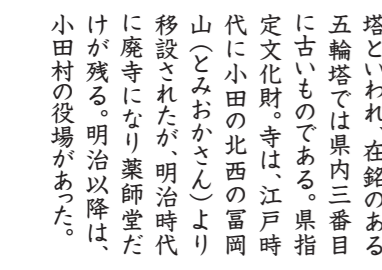 塔といわれ、在銘のある
五輪塔では県内三番目
に古いものである。県指
定文化財。寺は、江戸時
代に小田の北西の冨岡
山（とみおかさん）より
移設されたが、明治時代
に廃寺になり薬師堂だ
けが残る。明治以降は、
小田村の役場があった。